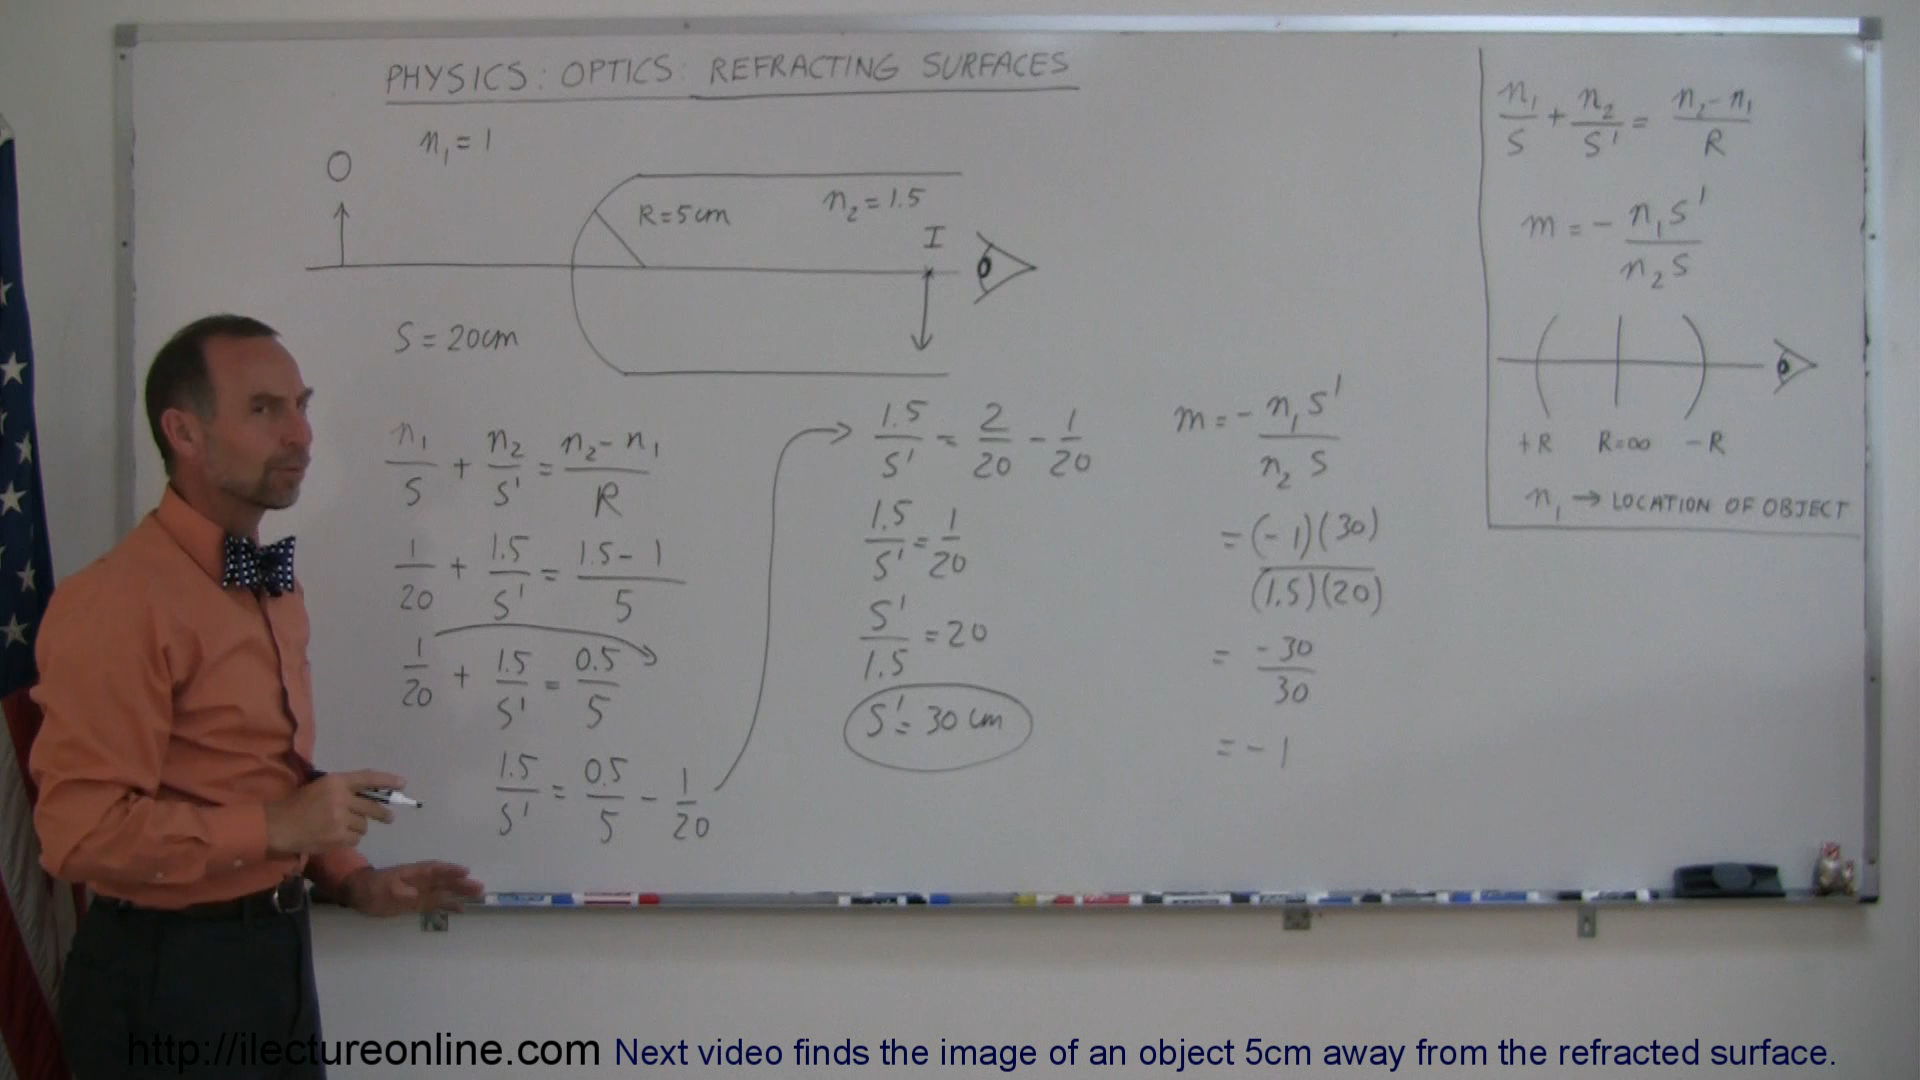 PHYSICS: OPTICS: REFRACTING SURFACES
n₁ = 1
O
R = 5cm
n₂ = 1.5
I
S = 20cm
n₁/S + n₂/S' = (n₂ - n₁)/R
1/20 + 1.5/S' = (1.5 - 1)/5
1/20 + 1.5/S' = 0.5/5
1.5/S' = 0.5/5 - 1/20
1.5/S' = 2/20 - 1/20
1.5/S' = 1/20
S'/1.5 = 20
S' = 30 cm
m = - n₁ S'/n₂ S
= (-1)(30)/(1.5)(20)
= -30/30
= -1
n₁/S + n₂/S' = (n₂ - n₁)/R
m = - n₁ S'/n₂ S
+R R=∞ -R
n₁ → LOCATION OF OBJECT
http://ilectureonline.com Next video finds the image of an object 5cm away from the refracted surface.